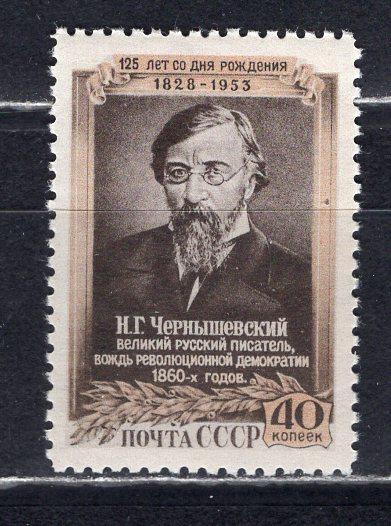 125 ЛЕТ СО ДНЯ РОЖДЕНИЯ
1828-1953
Н.Г. Чернышевский
ВЕЛИКИЙ РУССКИЙ ПИСАТЕЛЬ,
ВОЖДЬ РЕВОЛЮЦИОННОЙ ДЕМОКРАТИИ
1860-х ГОДОВ.
40
КОПЕЕК
ПОЧТА СССР